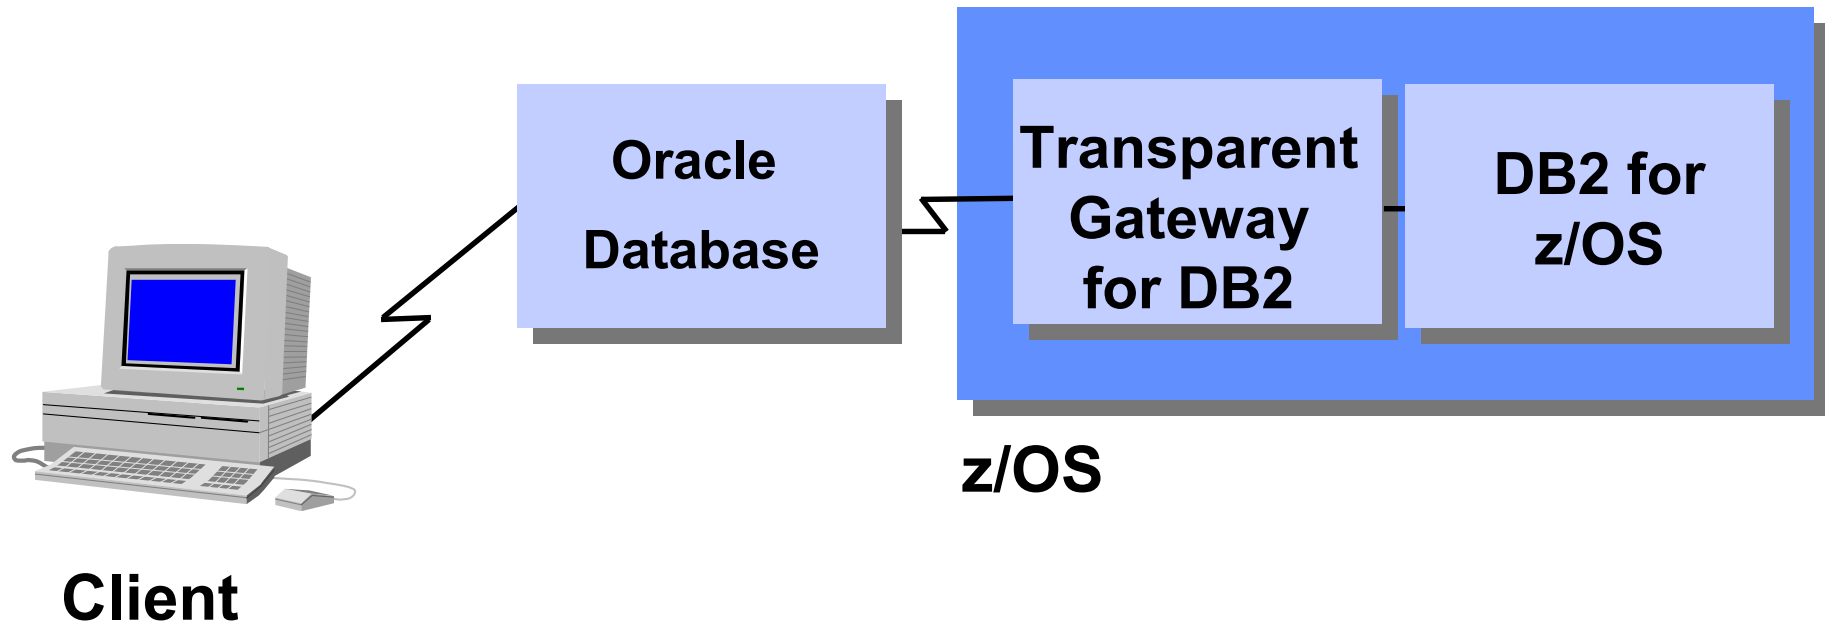 Oracle
Database
Transparent
Gateway
for DB2
DB2 for
z/OS
z/OS
Client